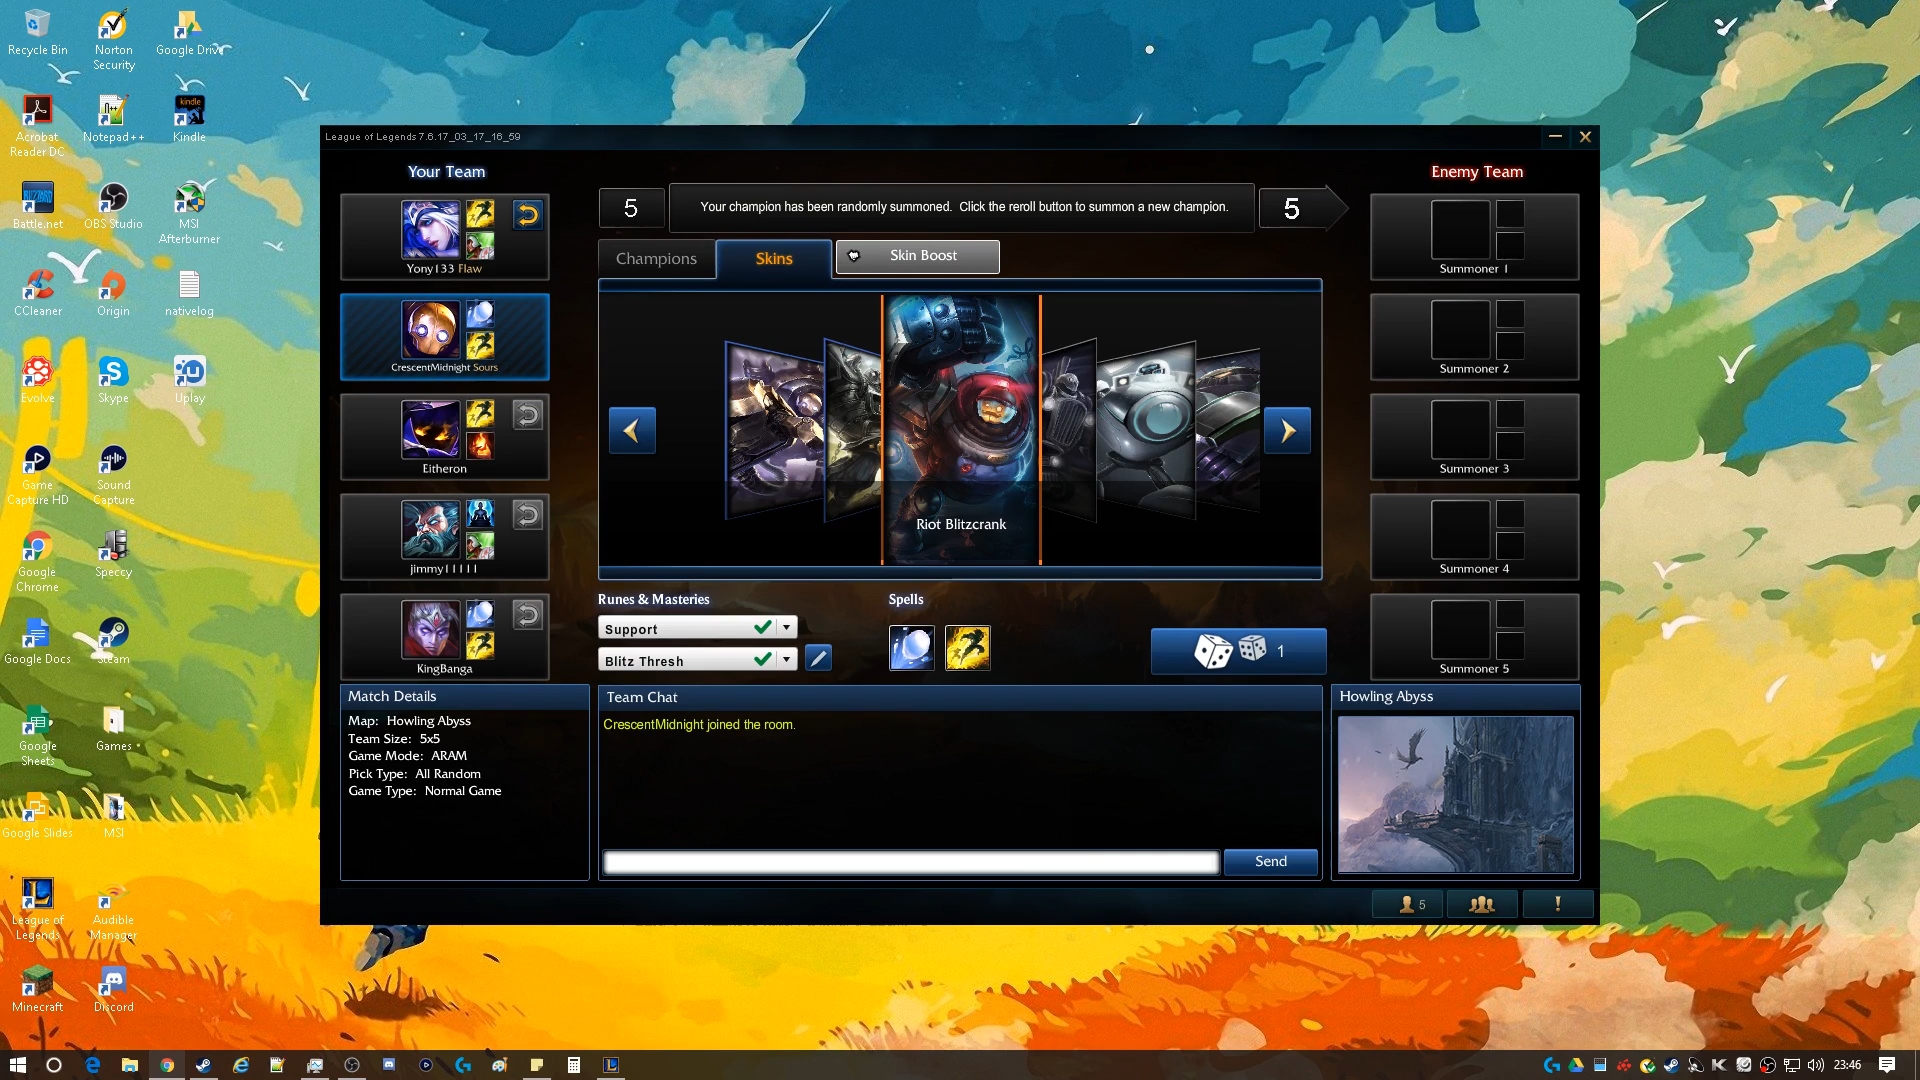 Recycle Bin
Norton Security
Google Drive
Acrobat Reader DC
Notepad++
kindle
Kindle
BLIZZARD
Battle.net
OBS Studio
MSI Afterburner
CCleaner
Origin
nativelog
Evolve
Skype
Uplay
Game Capture HD
Sound Capture
Google Chrome
Speccy
Google Docs
Steam
Google Sheets
Games
Google Slides
MSI
League of Legends
Audible Manager
Minecraft
Discord
League of Legends 7.6.17_03_17_16_59
Your Team
5
Your champion has been randomly summoned. Click the reroll button to summon a new champion.
5
Enemy Team
Champions
Skins
Skin Boost
Yony133 Flaw
CrescentMidnight Sours
Eitheron
jimmy11111
KingBanga
Riot Blitzcrank
Summoner 1
Summoner 2
Summoner 3
Summoner 4
Summoner 5
Runes & Masteries
Support
Blitz Thresh
Spells
1
Match Details
Map: Howling Abyss
Team Size: 5x5
Game Mode: ARAM
Pick Type: All Random
Game Type: Normal Game
Team Chat
CrescentMidnight joined the room.
Send
Howling Abyss
5
23:46